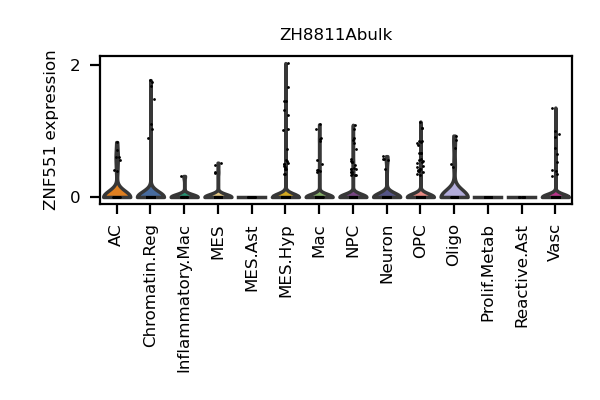 ZH8811Abulk
ZNF551 expression
2
0
AC
Chromatin.Reg
Inflammatory.Mac
MES
MES.Ast
MES.Hyp
Mac
NPC
Neuron
OPC
Oligo
Prolif.Metab
Reactive.Ast
Vasc